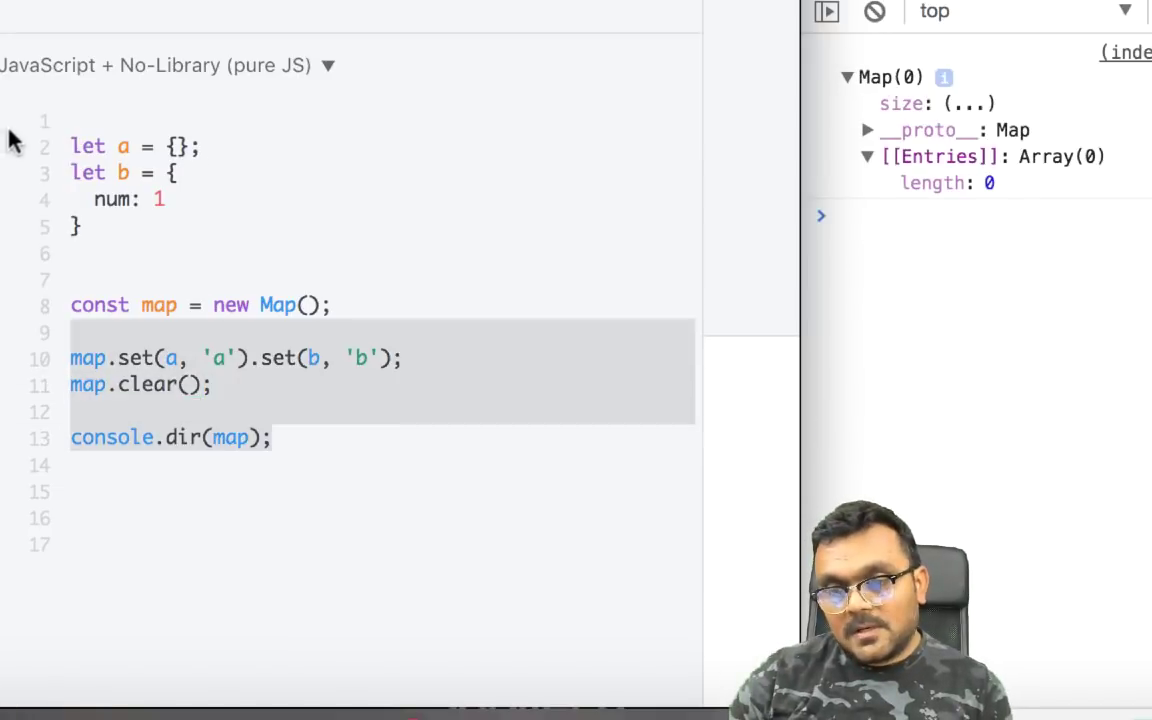 top
JavaScript + No-Library (pure JS) ▼
(inde
▼Map(0) i
size: (...)
▶__proto__: Map
▼[[Entries]]: Array(0)
length: 0
>
1
2 let a = {};
3 let b = {
4 num: 1
5 }
6
7
8 const map = new Map();
9
10 map.set(a, 'a').set(b, 'b');
11 map.clear();
12
13 console.dir(map);
14
15
16
17